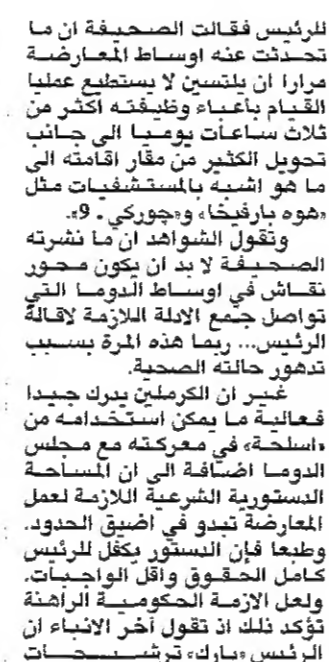 للرئيس فقالت الصحيفة ان ما
تحدثت عنه اوساط المعارضة
مرارا ان يلتسين لا يستطيع عمليا
القيام بأعباء وظيفته اكثر من
ثلاث ساعات يوميا الى جانب
تحويل الكثير من مقار اقامته الى
ما هو اشبه بالمستشفيات مثل
«هوه بارفيخا» و«جوركي ـ 9».
وتقول الشواهد ان ما نشرته
الصحيفة لا بد ان يكون محور
نقاش في اوساط الدوما التي
تواصل جمع الادلة اللازمة لاقالة
الرئيس... ربما هذه المرة بسبب
تدهور حالته الصحية.
غير ان الكرملين يدرك جيدا
فعالية ما يمكن استخدامه من
«اسلحة» في معركته مع مجلس
الدوما اضافة الى ان المساحة
الدستورية الشرعية اللازمة لعمل
المعارضة تبدو في اضيق الحدود.
وطبعا فإن الدستور يكفل للرئيس
كامل الحقوق واقل الواجبات.
ولعل الازمة الحكومية الراهنة
تؤكد ذلك اذ تقول آخر الانباء ان
الرئيس «بارك» ترشيحات